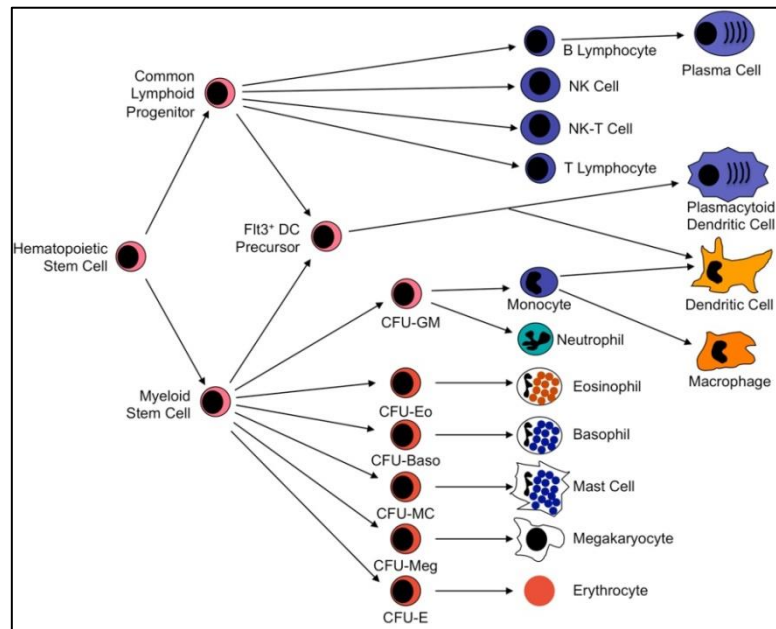 B Lymphocyte
Plasma Cell
Common
Lymphoid
Progenitor
NK Cell
NK-T Cell
T Lymphocyte
Plasmacytoid
Dendritic Cell
Flt3⁺ DC
Precursor
Hematopoietic
Stem Cell
Dendritic Cell
Monocyte
CFU-GM
Neutrophil
Macrophage
Myeloid
Stem Cell
Eosinophil
CFU-Eo
Basophil
CFU-Baso
Mast Cell
CFU-MC
Megakaryocyte
CFU-Meg
Erythrocyte
CFU-E